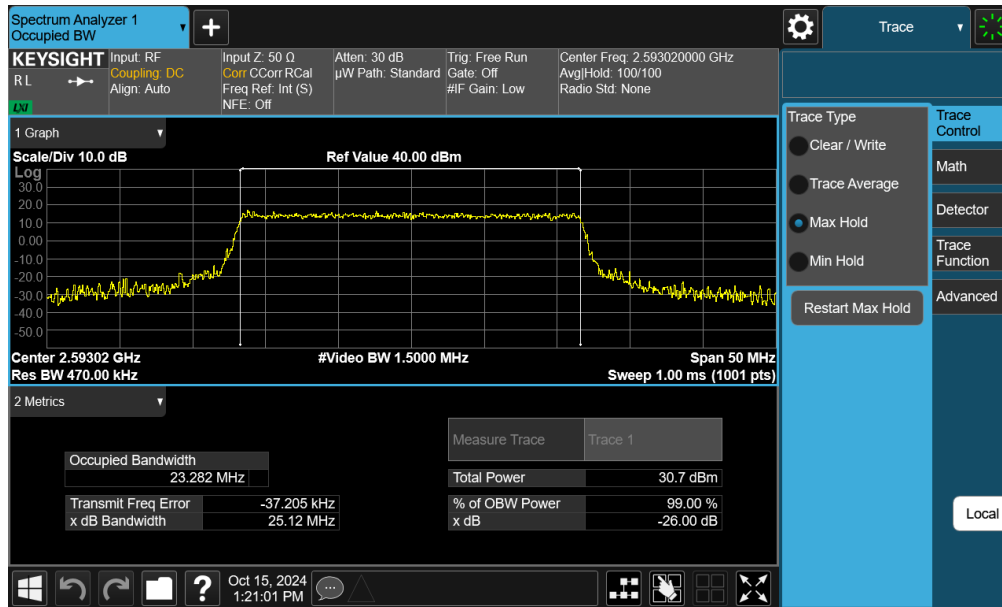 Spectrum Analyzer 1
Occupied BW
KEYSIGHT
R L
LXI
Input: RF
Coupling: DC
Align: Auto
Input Z: 50 Ω
Corr CCorr RCal
Freq Ref: Int (S)
NFE: Off
Atten: 30 dB
µW Path: Standard
Trig: Free Run
Gate: Off
#IF Gain: Low
Center Freq: 2.593020000 GHz
Avg|Hold: 100/100
Radio Std: None
Trace
1 Graph
Scale/Div 10.0 dB
Ref Value 40.00 dBm
Log
30.0
20.0
10.0
0.00
-10.0
-20.0
-30.0
-40.0
-50.0
Center 2.59302 GHz
#Video BW 1.5000 MHz
Span 50 MHz
Res BW 470.00 kHz
Sweep 1.00 ms (1001 pts)
2 Metrics
Measure Trace Trace 1
Occupied Bandwidth
23.282 MHz
Total Power 30.7 dBm
Transmit Freq Error -37.205 kHz
% of OBW Power 99.00 %
x dB Bandwidth 25.12 MHz
x dB -26.00 dB
Trace Type
Clear / Write
Trace Average
Max Hold
Min Hold
Restart Max Hold
Trace
Control
Math
Detector
Trace
Function
Advanced
Local
?
Oct 15, 2024
1:21:01 PM